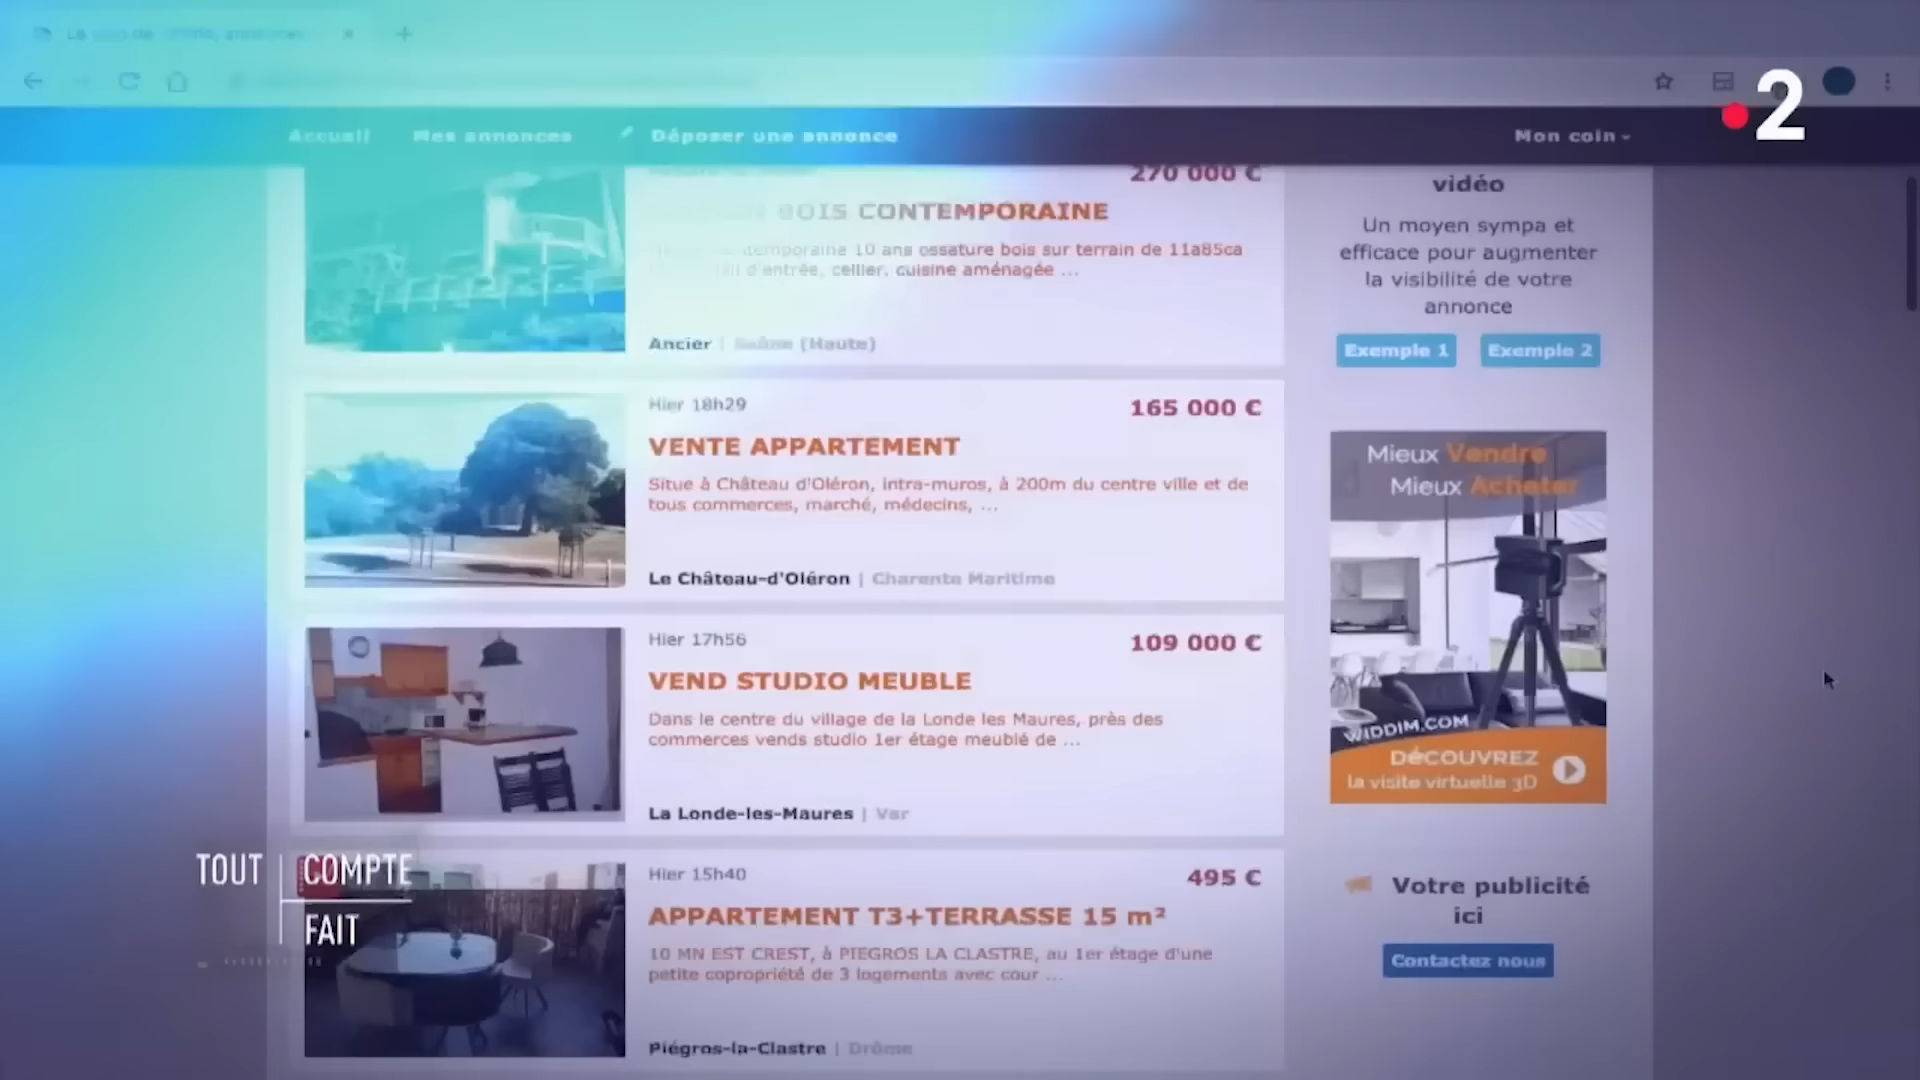 2
Accueil
Mes annonces
Déposer une annonce
Mon coin
270 000 €
BOIS CONTEMPORAINE
10 ans ossature bois sur terrain de 11a85ca
d'entrée, cellier, cuisine aménagée ...
Ancier | Saône (Haute)
Hier 18h29
165 000 €
VENTE APPARTEMENT
Situe à Château d'Oléron, intra-muros, à 200m du centre ville et de
tous commerces, marché, médecins, ...
Le Château-d'Oléron | Charente Maritime
Hier 17h56
109 000 €
VEND STUDIO MEUBLE
Dans le centre du village de la Londe les Maures, près des
commerces vends studio 1er étage meublé de ...
La Londe-les-Maures | Var
Hier 15h40
495 €
APPARTEMENT T3+TERRASSE 15 m²
10 MN EST CREST, à PIEGROS LA CLASTRE, au 1er étage d'une
petite copropriété de 3 logements avec cour ...
Piégros-la-Clastre | Drôme
vidéo
Un moyen sympa et
efficace pour augmenter
la visibilité de votre
annonce
Exemple 1
Exemple 2
Mieux Vendre
Mieux Acheter
WIDDIM.COM
DéCOUVREZ
la visite virtuelle 3D
Votre publicité
ici
Contactez nous
TOUT COMPTE
FAIT